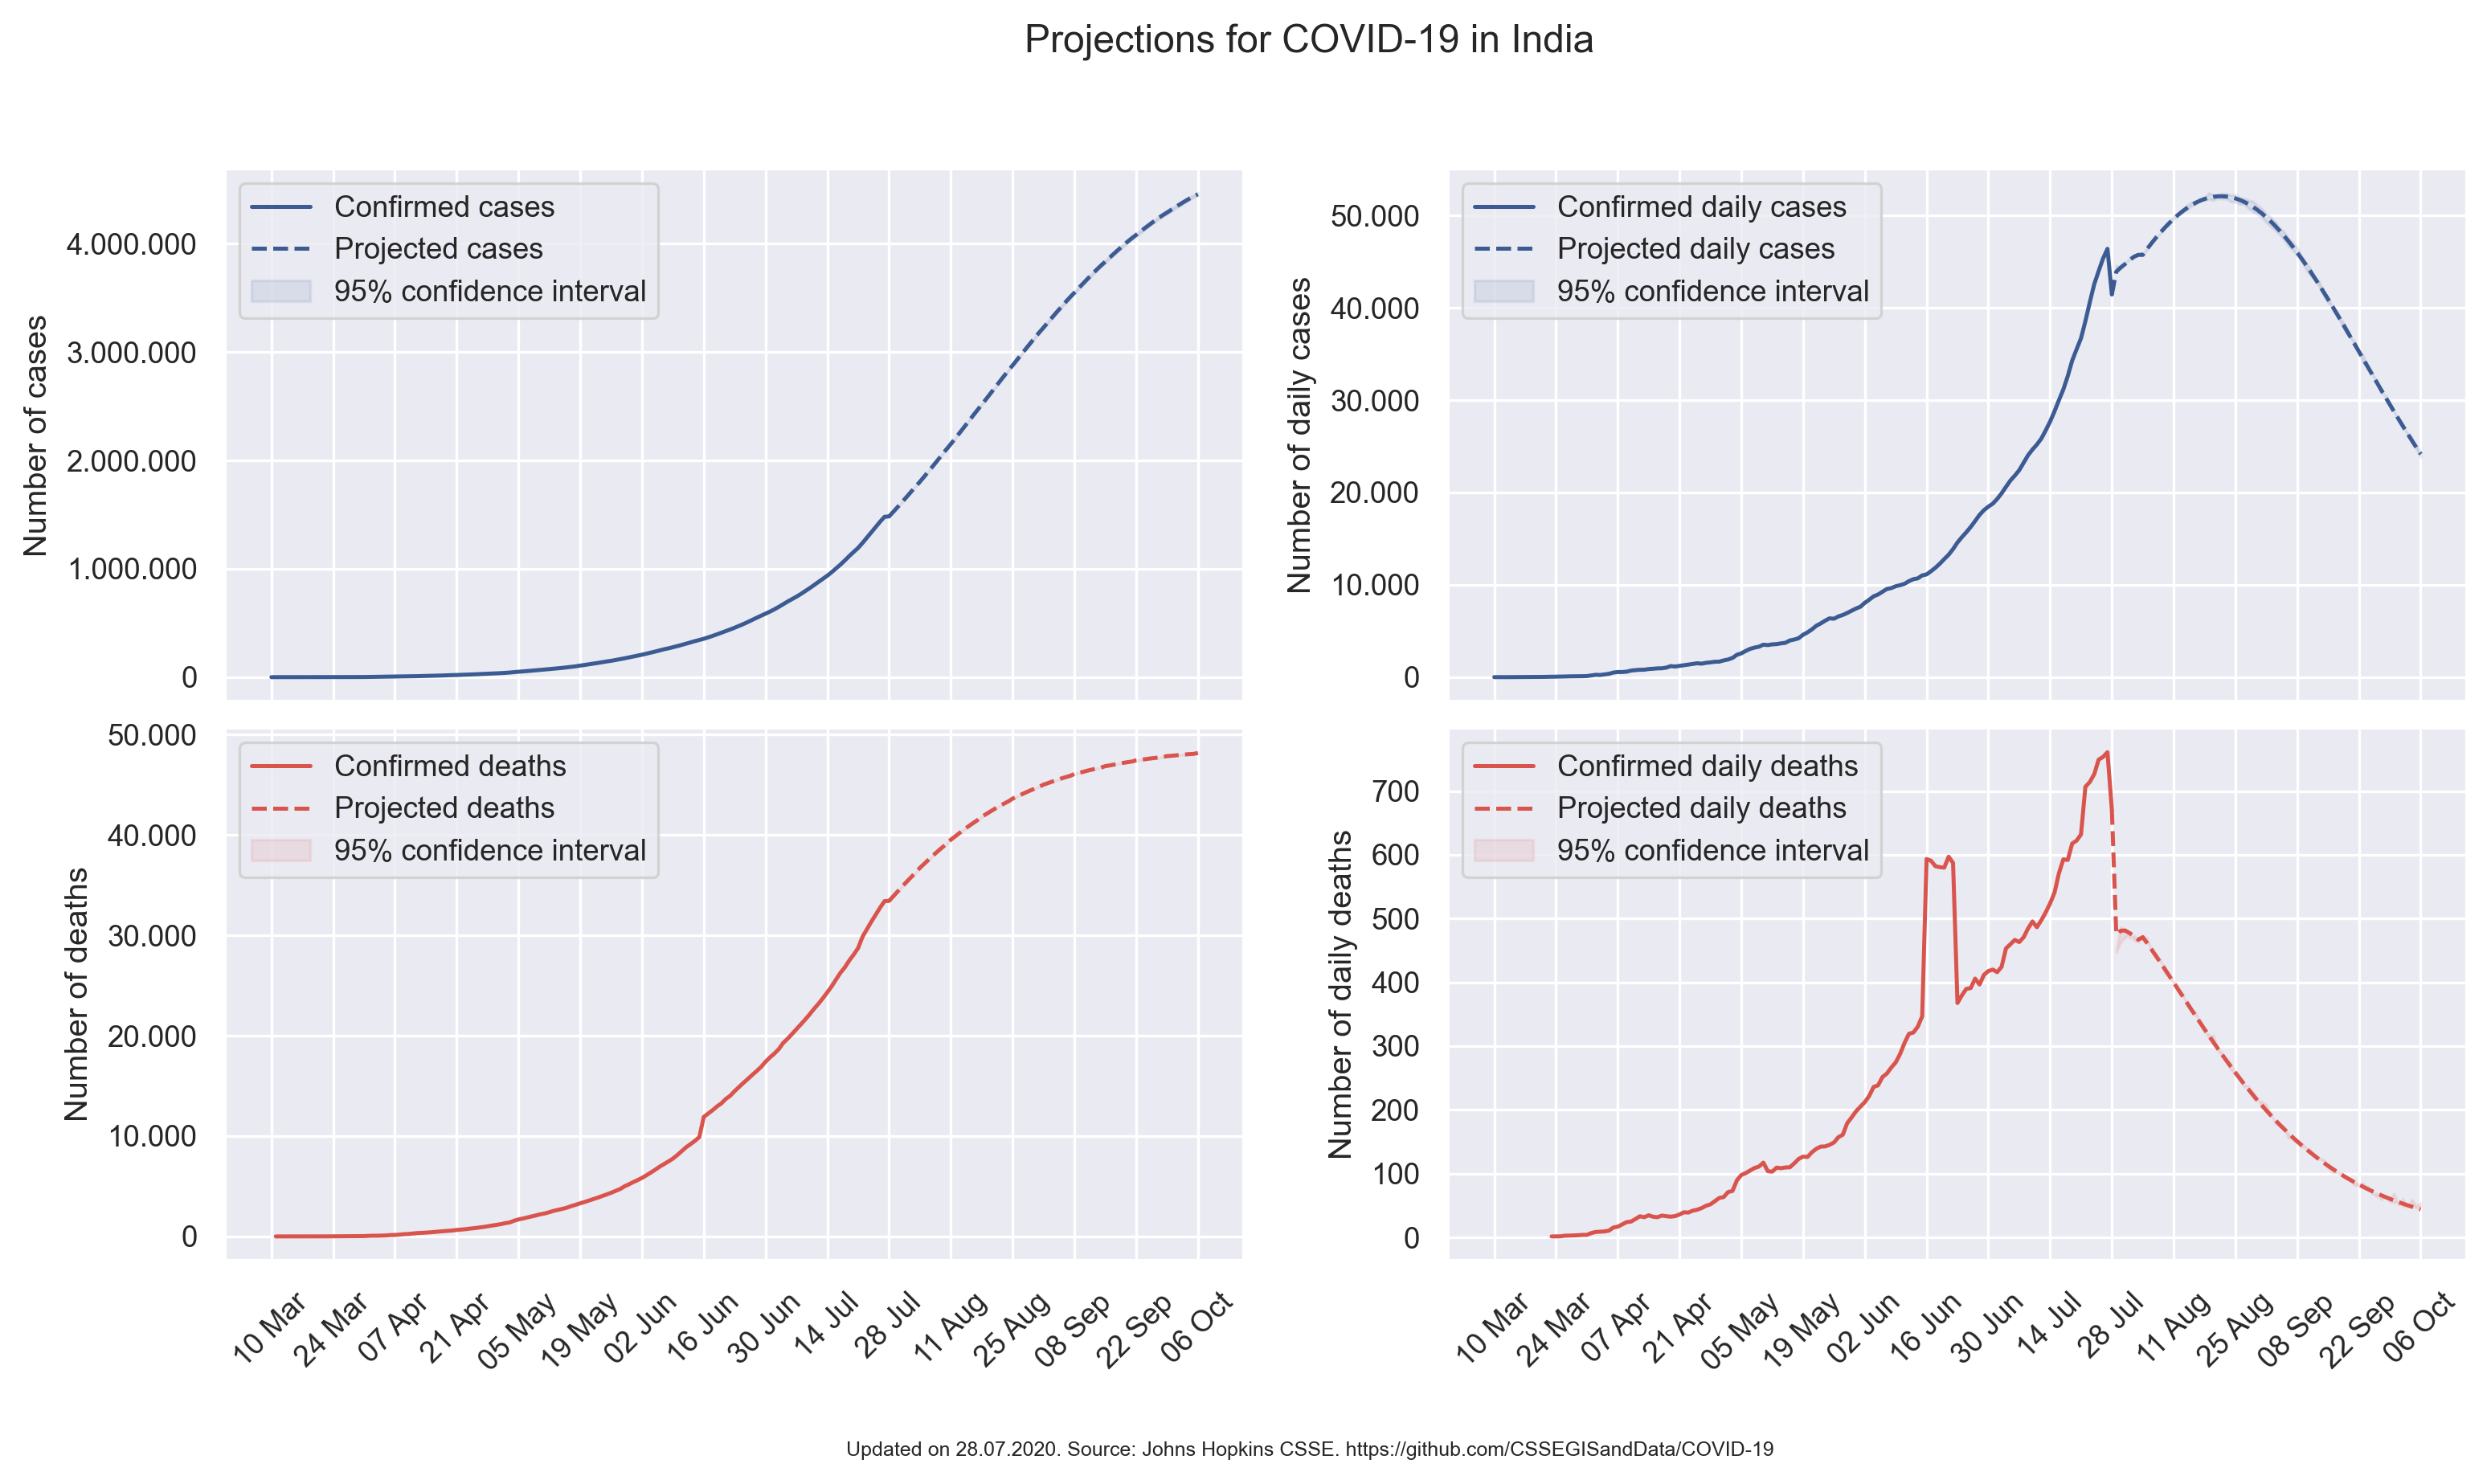 Projections for COVID-19 in India
Number of cases
4.000.000
3.000.000
2.000.000
1.000.000
0
Confirmed cases
Projected cases
95% confidence interval
Number of daily cases
50.000
40.000
30.000
20.000
10.000
0
Confirmed daily cases
Projected daily cases
95% confidence interval
Number of deaths
50.000
40.000
30.000
20.000
10.000
0
Confirmed deaths
Projected deaths
95% confidence interval
10 Mar
24 Mar
07 Apr
21 Apr
05 May
19 May
02 Jun
16 Jun
30 Jun
14 Jul
28 Jul
11 Aug
25 Aug
08 Sep
22 Sep
06 Oct
Number of daily deaths
700
600
500
400
300
200
100
0
Confirmed daily deaths
Projected daily deaths
95% confidence interval
10 Mar
24 Mar
07 Apr
21 Apr
05 May
19 May
02 Jun
16 Jun
30 Jun
14 Jul
28 Jul
11 Aug
25 Aug
08 Sep
22 Sep
06 Oct
Updated on 28.07.2020. Source: Johns Hopkins CSSE. https://github.com/CSSEGISandData/COVID-19